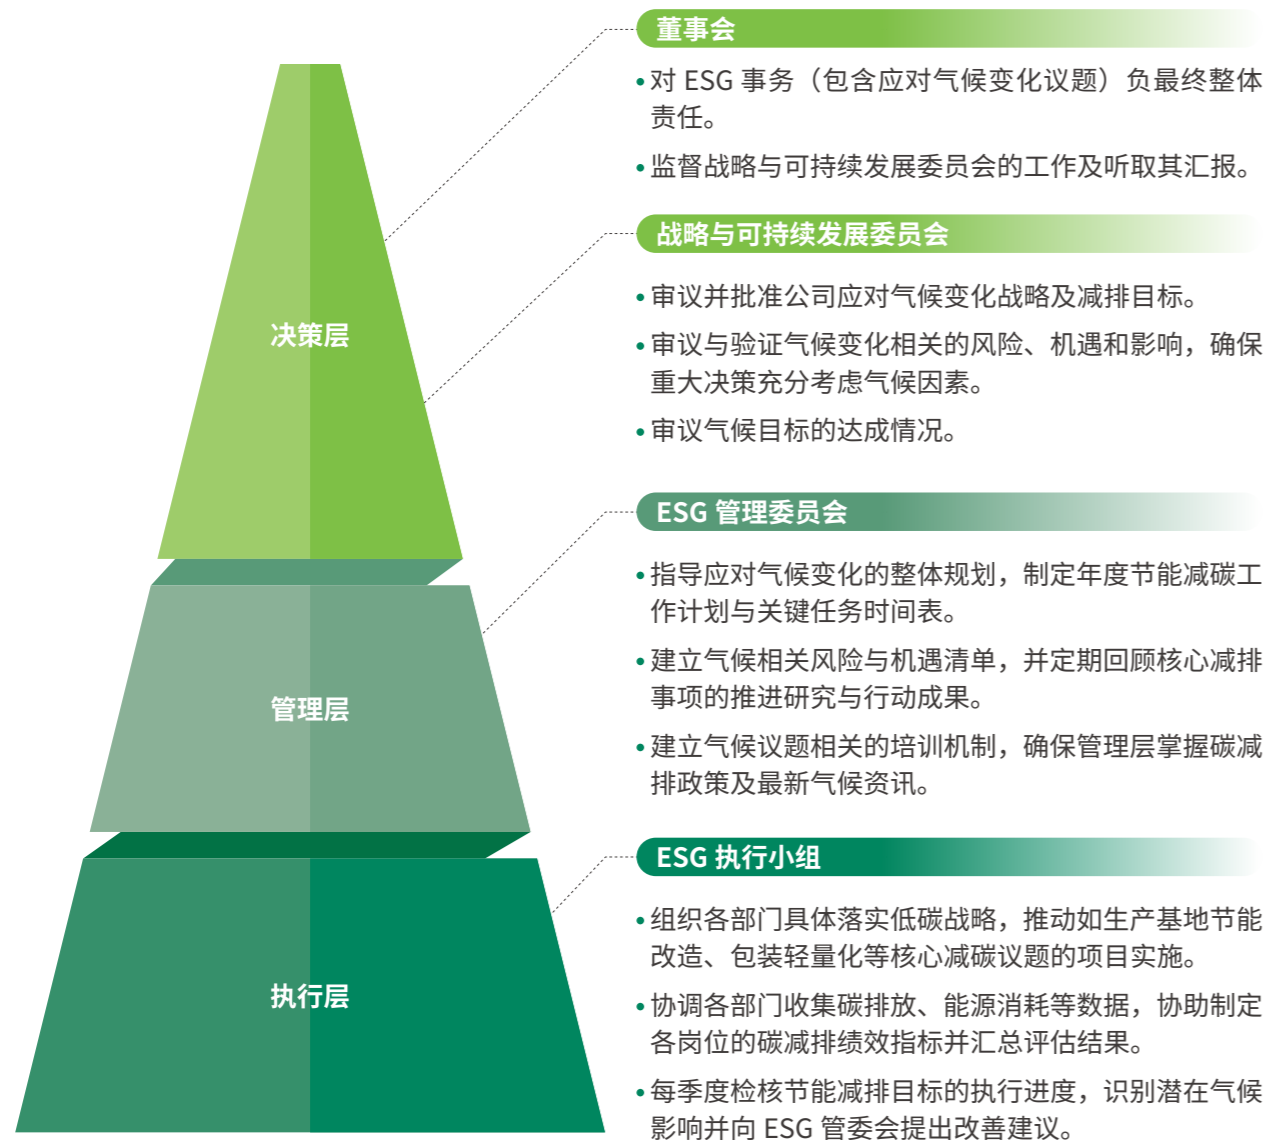 董事会
•对 ESG 事务（包含应对气候变化议题）负最终整体
责任。
•监督战略与可持续发展委员会的工作及听取其汇报。
战略与可持续发展委员会
•审议并批准公司应对气候变化战略及减排目标。
•审议与验证气候变化相关的风险、机遇和影响，确保
重大决策充分考虑气候因素。
•审议气候目标的达成情况。
决策层
ESG 管理委员会
•指导应对气候变化的整体规划，制定年度节能减碳工
作计划与关键任务时间表。
•建立气候相关风险与机遇清单，并定期回顾核心减排
事项的推进研究与行动成果。
•建立气候议题相关的培训机制，确保管理层掌握碳减
排政策及最新气候资讯。
管理层
ESG 执行小组
•组织各部门具体落实低碳战略，推动如生产基地节能
改造、包装轻量化等核心减碳议题的项目实施。
•协调各部门收集碳排放、能源消耗等数据，协助制定
各岗位的碳减排绩效指标并汇总评估结果。
•每季度检核节能减排目标的执行进度，识别潜在气候
影响并向 ESG 管委会提出改善建议。
执行层